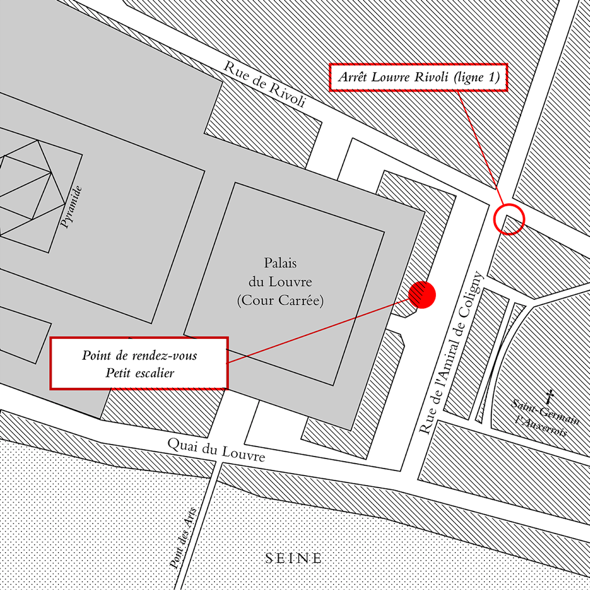 Rue de Rivoli
Arrêt Louvre Rivoli (ligne 1)
Pyramide
Palais
du Louvre
(Cour Carrée)
Rue de l'Amiral de Coligny
Point de rendez-vous
Petit escalier
Saint-Germain
l'Auxerrois
Quai du Louvre
Pont des Arts
SEINE